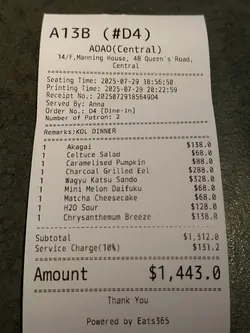 A13B (#D4)
AOAO(Central)
14/F,Manning House, 48 Queen's Road,
Central
Seating Time: 2025-07-29 18:56:50
Printing Time: 2025-07-29 20:22:59
Receipt No.: 20250729185649D4
Served By: Anna
Order No.: D4 [Dine-In]
Number of Patron: 2
Remarks:KOL DINNER
1 Akagai $138.0
1 Celtuce Salad $68.0
1 Caramelised Pumpkin $88.0
1 Charcoal Grilled Eel $288.0
1 Wagyu Katsu Sando $328.0
1 Mini Melon Daifuku $68.0
1 Matcha Cheesecake $68.0
1 H2O Sour $128.0
1 Chrysanthemum Breeze $138.0
Subtotal $1,312.0
Service Charge(10%) $131.2
Amount $1,443.0
Thank You
Powered by Eats365